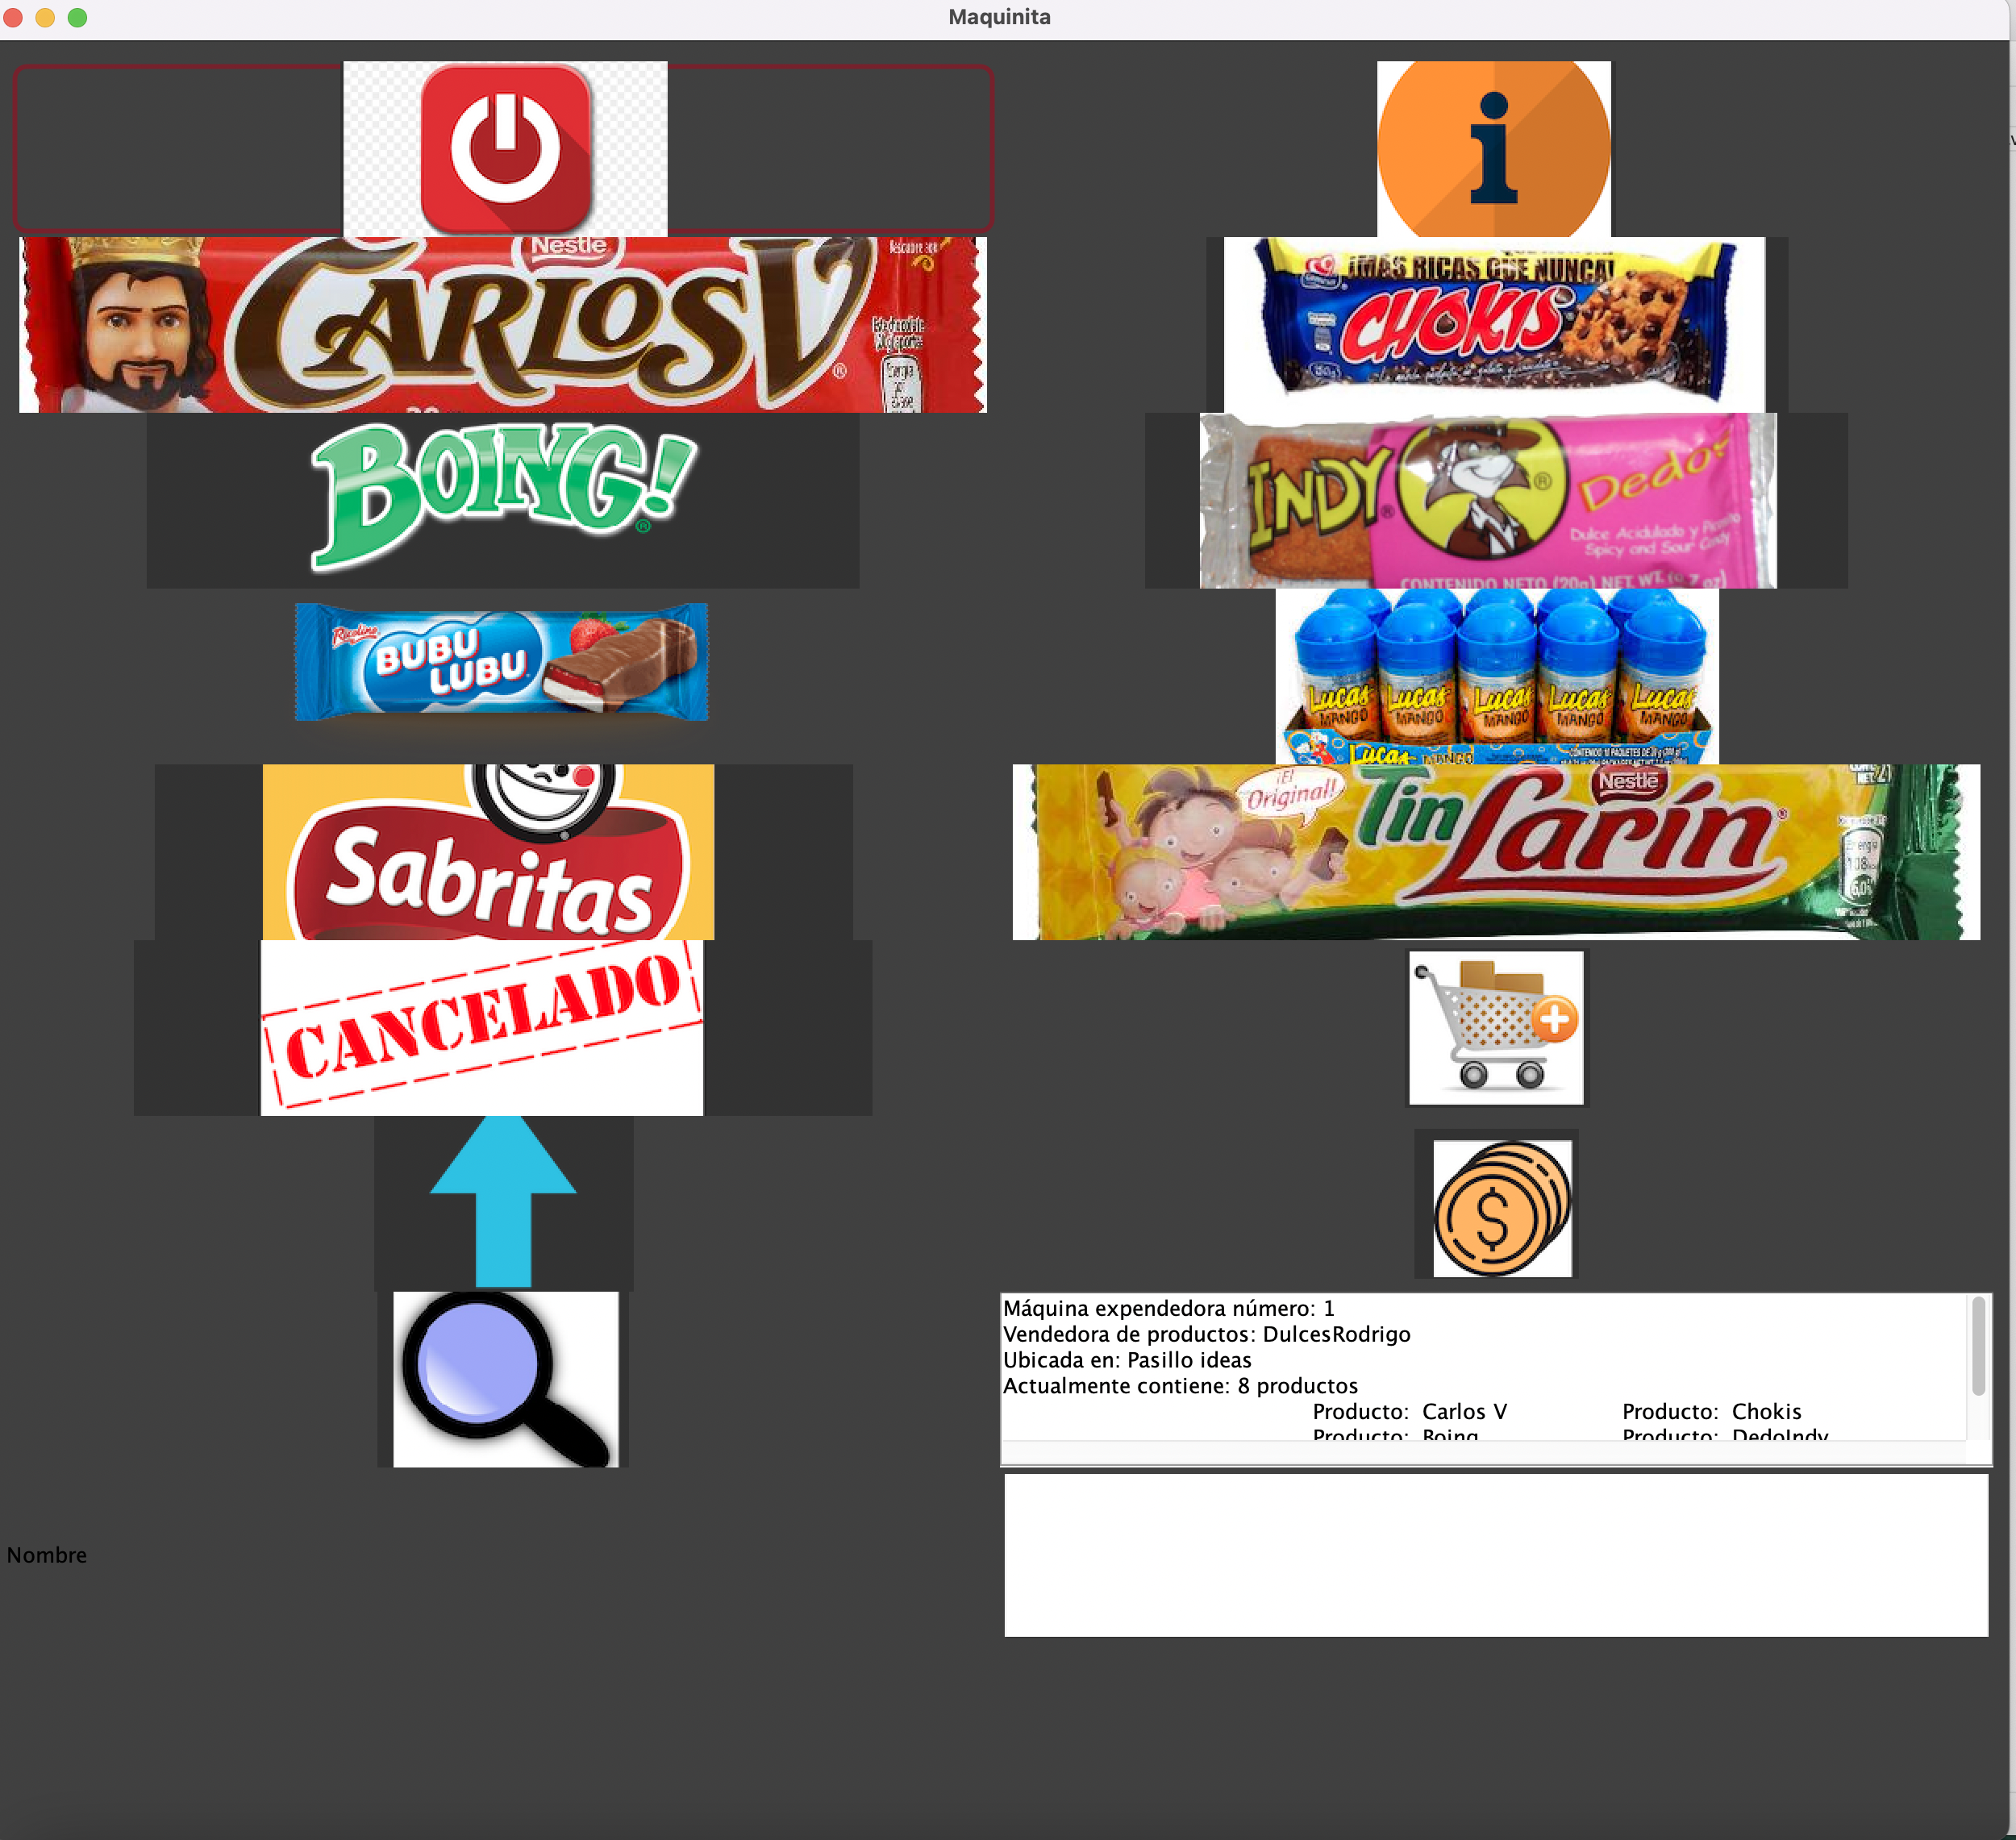 Maquinita
Nestle
CARLOS V
®
¡MÁS RICAS QUE NUNCA!
CHOKIS
BOING!
®
INDY
®
®
Dedo
Dulce Acidulado y
Spicy and Sour Candy
CONTENIDO NETO (20g) NET. WT. (0.7 oz)
Ricolino
BUBU
LUBU
Lucas Lucas Lucas Lucas Lucas
MANGO MANGO MANGO MANGO MANGO
Lucas MANGO
Sabritas
¡El
Original!
Nestlé
Tin Larín
®
CANCELADO
$
Máquina expendedora número: 1
Vendedora de productos: DulcesRodrigo
Ubicada en: Pasillo ideas
Actualmente contiene: 8 productos
Producto: Carlos V Producto: Chokis
Producto: Boing Producto: DedoIndy
Nombre